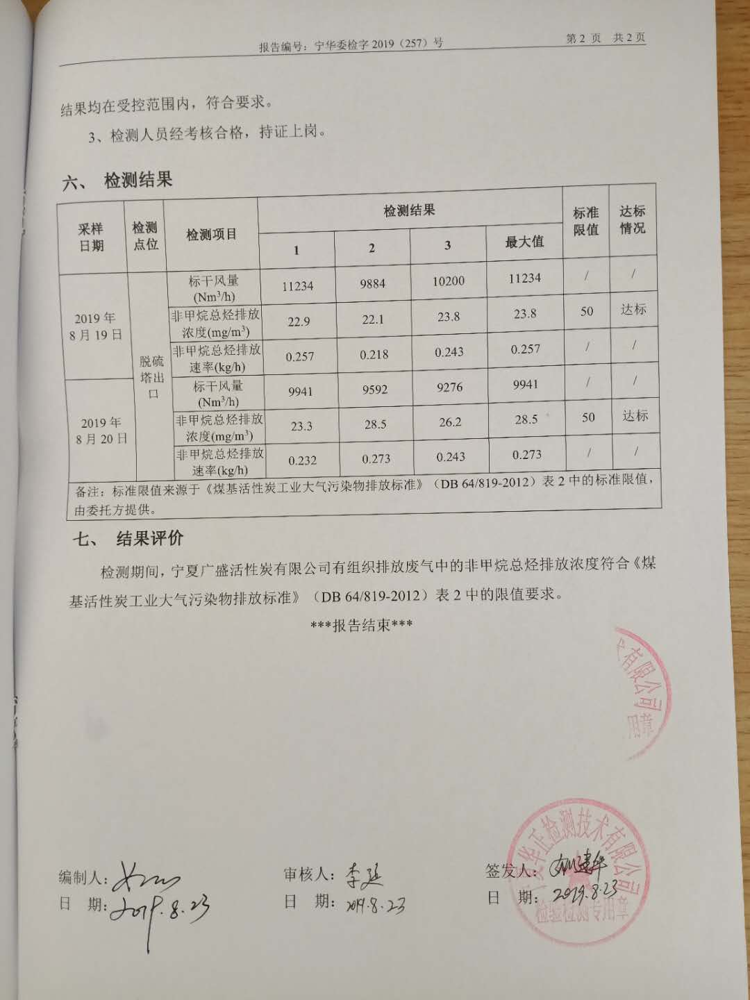 报告编号：宁华委检字 2019（257）号
第 2 页 共 2 页
结果均在受控范围内，符合要求。
3、检测人员经考核合格，持证上岗。
六、 检测结果
采样日期 检测点位 检测项目 检测结果 标准限值 达标情况
1 2 3 最大值
2019 年 8 月 19 日 脱硫塔出口 标干风量(Nm³/h) 11234 9884 10200 11234 / /
非甲烷总烃排放浓度(mg/m³) 22.9 22.1 23.8 23.8 50 达标
非甲烷总烃排放速率(kg/h) 0.257 0.218 0.243 0.257 / /
2019 年 8 月 20 日 标干风量(Nm³/h) 9941 9592 9276 9941 / /
非甲烷总烃排放浓度(mg/m³) 23.3 28.5 26.2 28.5 50 达标
非甲烷总烃排放速率(kg/h) 0.232 0.273 0.243 0.273 / /
备注：标准限值来源于《煤基活性炭工业大气污染物排放标准》（DB 64/819-2012）表 2 中的标准限值，
由委托方提供。
七、 结果评价
检测期间，宁夏广盛活性炭有限公司有组织排放废气中的非甲烷总烃排放浓度符合《煤
基活性炭工业大气污染物排放标准》（DB 64/819-2012）表 2 中的限值要求。
***报告结束***
有限公司
用章
华正检测技术有限公司
检验检测专用章
编制人：
日 期：2019.8.23
审核人：李延
日 期：2019.8.23
签发人：刘建华
日 期：2019.8.23